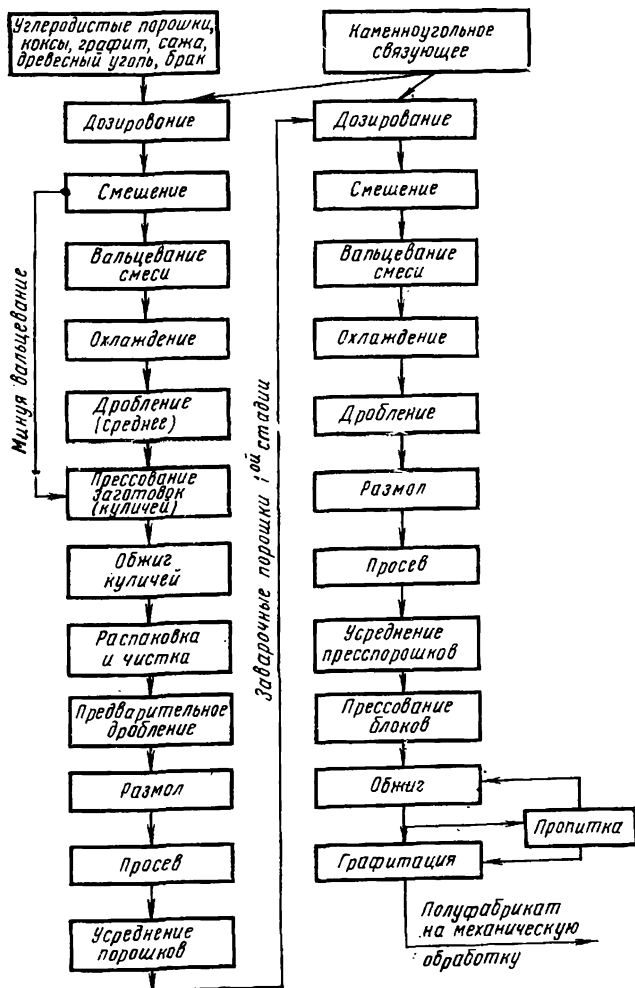 Углеродистые порошки,
коксы, графит, сажа,
древесный уголь, брак
Дозирование
Смешение
Вальцевание
смеси
Охлаждение
Дробление
(среднее)
Прессование
заготовок
(куличей)
Обжиг
куличей
Распаковка
и чистка
Предварительное
дробление
Размол
Просев
Усреднение
порошков
Минуя вальцевание
Заварочные порошки 1ой стадии
Каменноугольное
связующее
Дозирование
Смешение
Вальцевание
смеси
Охлаждение
Дробление
Размол
Просев
Усреднение
пресспорошков
Прессование
блоков
Обжиг
Пропитка
Графитация
Полуфабрикат
на механическую
обработку